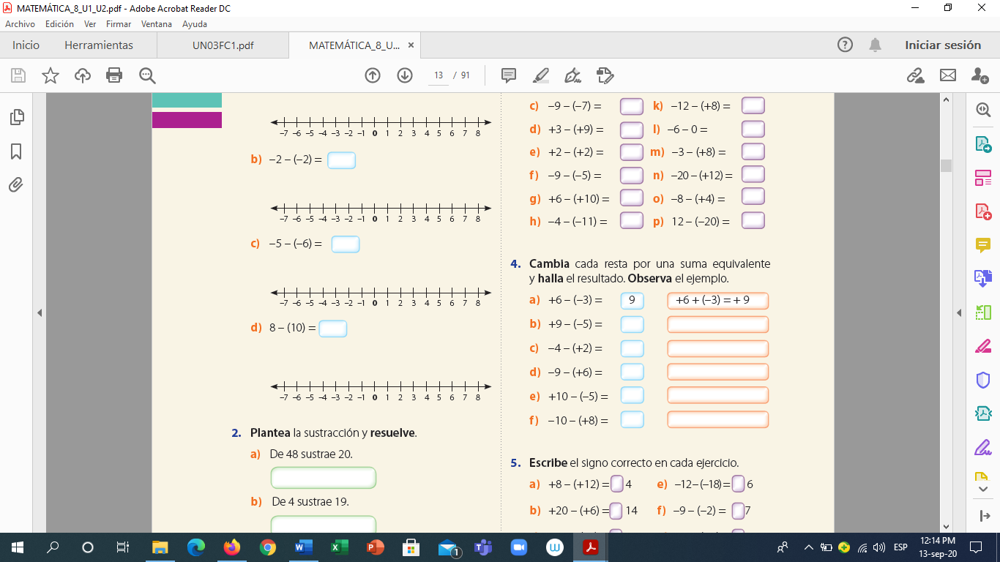 MATEMÁTICA_8_U1_U2.pdf - Adobe Acrobat Reader DC
Archivo Edición Ver Firmar Ventana Ayuda
Inicio Herramientas UN03FC1.pdf MATEMÁTICA_8_U... × Iniciar sesión
13 / 91
–7 –6 –5 –4 –3 –2 –1 0 1 2 3 4 5 6 7 8
b) –2 – (–2) =
–7 –6 –5 –4 –3 –2 –1 0 1 2 3 4 5 6 7 8
c) –5 – (–6) =
–7 –6 –5 –4 –3 –2 –1 0 1 2 3 4 5 6 7 8
d) 8 – (10) =
–7 –6 –5 –4 –3 –2 –1 0 1 2 3 4 5 6 7 8
2. Plantea la sustracción y resuelve.
a) De 48 sustrae 20.
b) De 4 sustrae 19.
c) –9 – (–7) = k) –12 – (+8) =
d) +3 – (+9) = l) –6 – 0 =
e) +2 – (+2) = m) –3 – (+8) =
f) –9 – (–5) = n) –20 – (+12) =
g) +6 – (+10) = o) –8 – (+4) =
h) –4 – (–11) = p) 12 – (–20) =
4. Cambia cada resta por una suma equivalente
y halla el resultado. Observa el ejemplo.
a) +6 – (–3) = 9 +6 + (–3) = + 9
b) +9 – (–5) =
c) –4 – (+2) =
d) –9 – (+6) =
e) +10 – (–5) =
f) –10 – (+8) =
5. Escribe el signo correcto en cada ejercicio.
a) +8 – (+12) = 4 e) –12–(–18)= 6
b) +20 – (+6) = 14 f) –9 – (–2) = 7
1
ESP
12:14 PM
13-sep-20